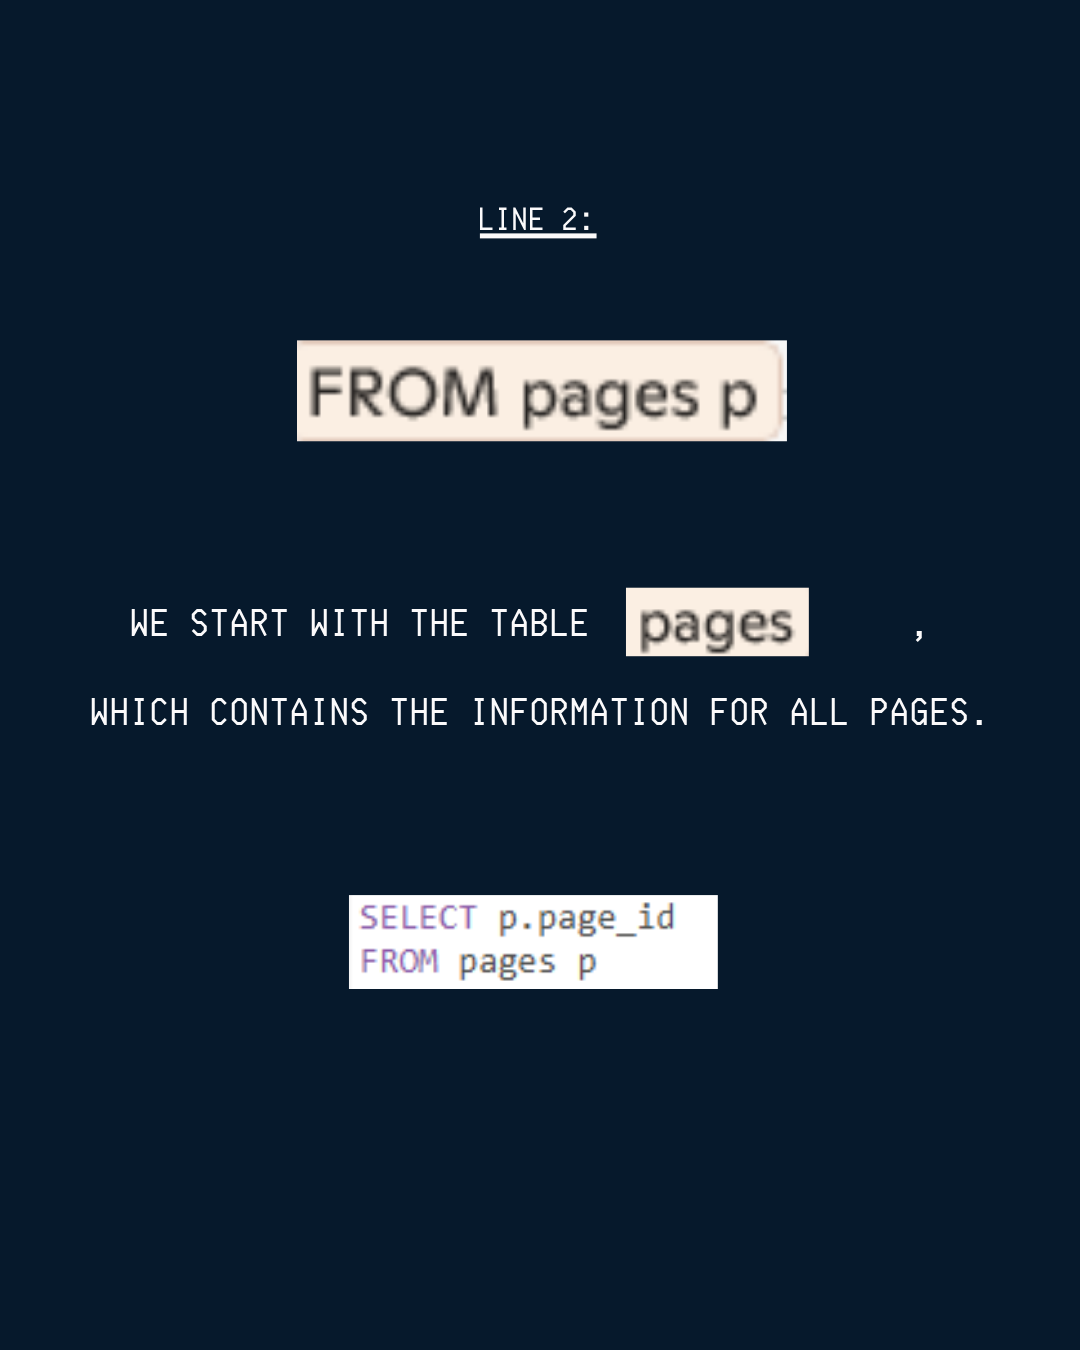 LINE 2:
FROM pages p
WE START WITH THE TABLE pages ,
WHICH CONTAINS THE INFORMATION FOR ALL PAGES.
SELECT p.page_id
FROM pages p